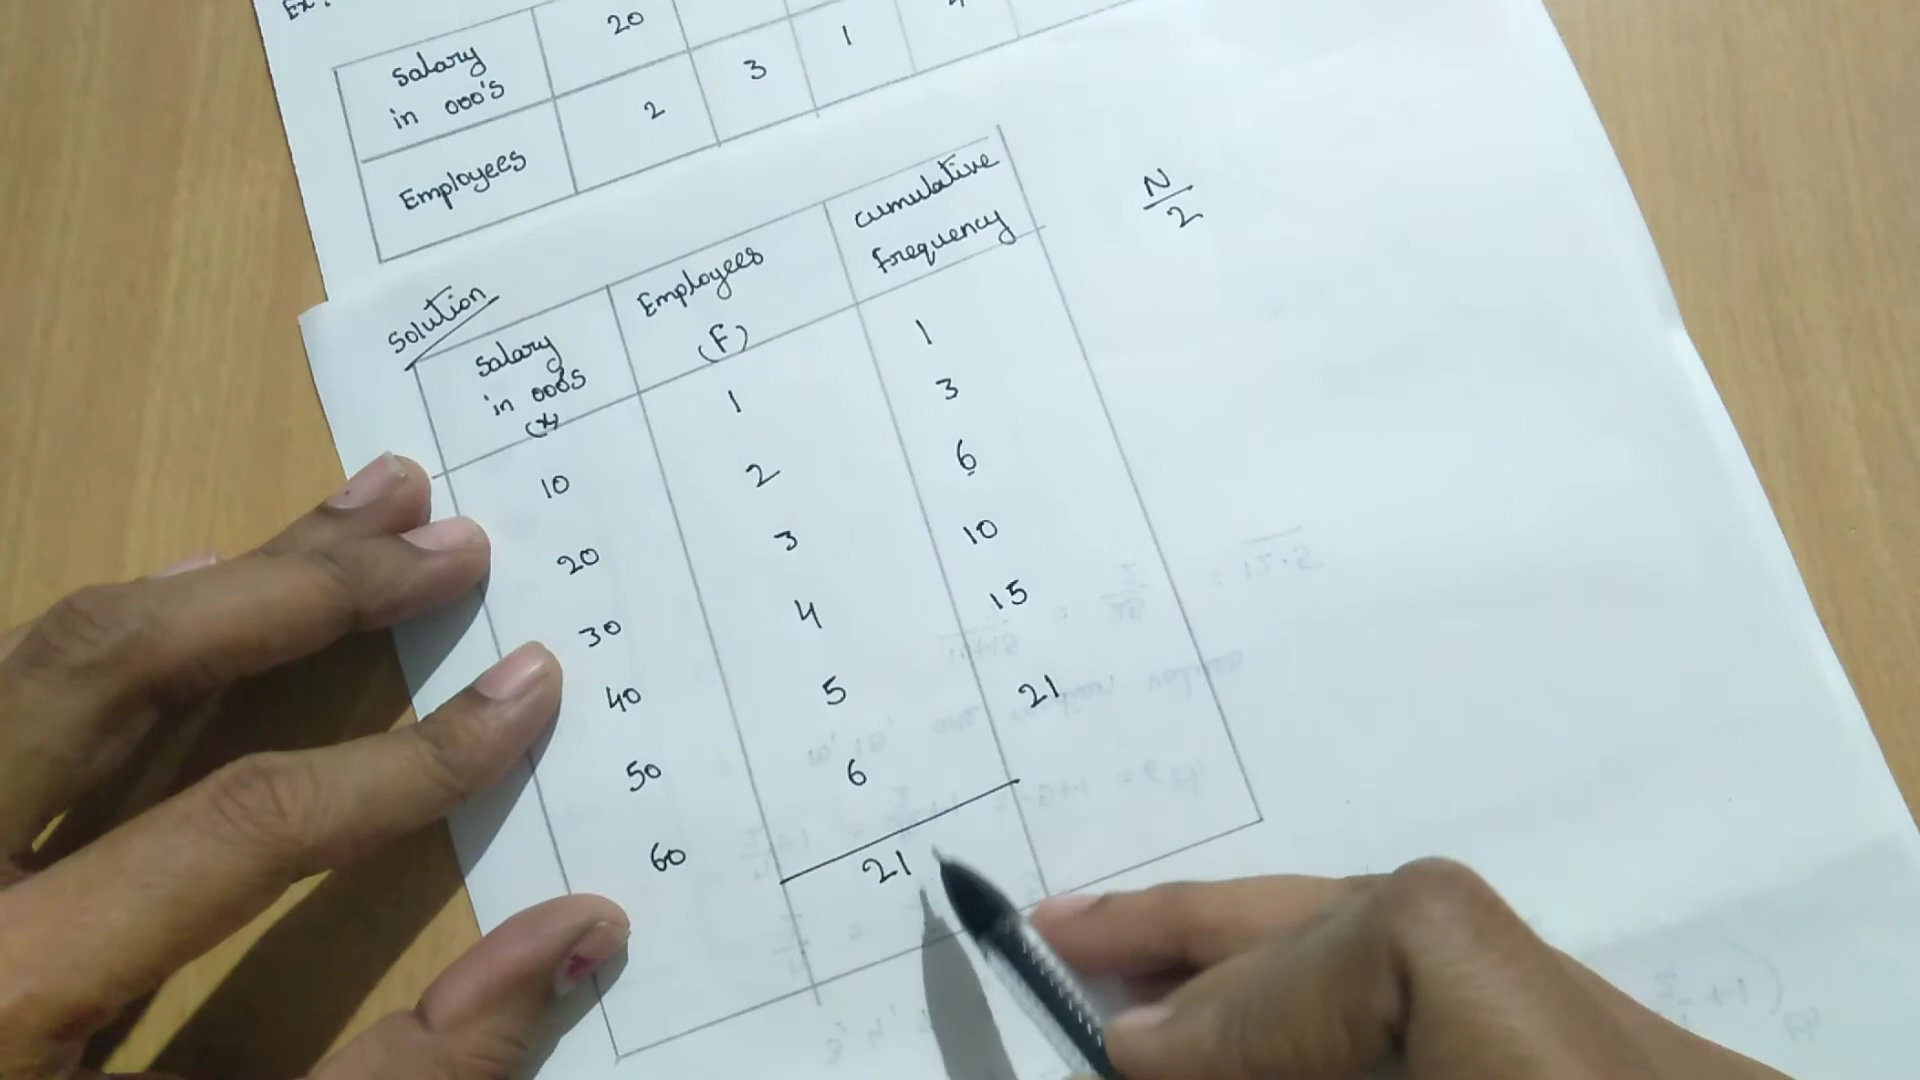 Ex:
Salary in 000's 20
Employees 2 3 1
Solution
Salary in 000's (x) Employees (F) cumulative frequency
10 1 1
20 2 3
30 3 6
40 4 10
50 5 15
60 6 21
21
N/2